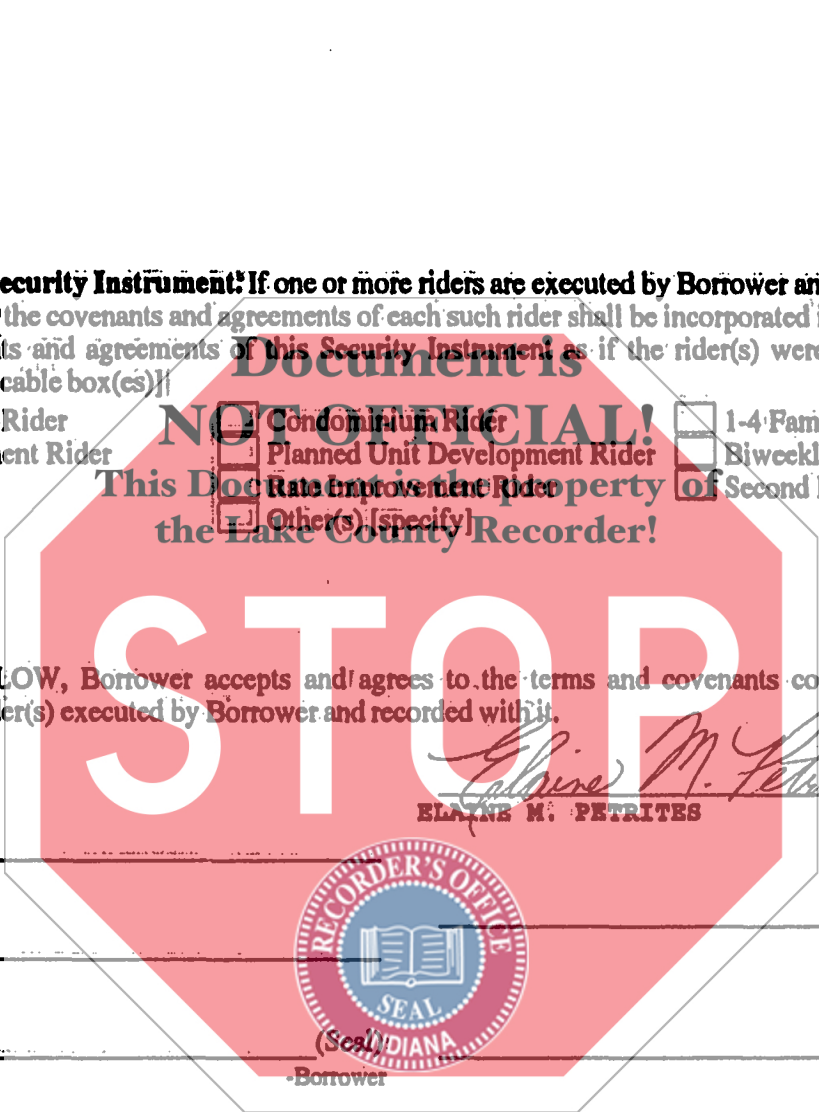 ecurity Instrument. If one or more riders are executed by Borrower an
the covenants and agreements of each such rider shall be incorporated i
ts and agreements of this Security Instrument as if the rider(s) were
cable box(es)]
Document is
Rider Condominium Rider 1-4 Fam
NOT OFFICIAL!
ent Rider Planned Unit Development Rider Biweekl
Rate Improvement Rider Second
This Document is the property of
Other(s) [specify]
the Lake County Recorder!
STOP
LOW, Borrower accepts and agrees to the terms and covenants co
er(s) executed by Borrower and recorded with it.
Elaine M. Petr
ELAINE M. PETRITES
RECORDER'S OFFICE
SEAL
INDIANA
(Seal)
-Borrower